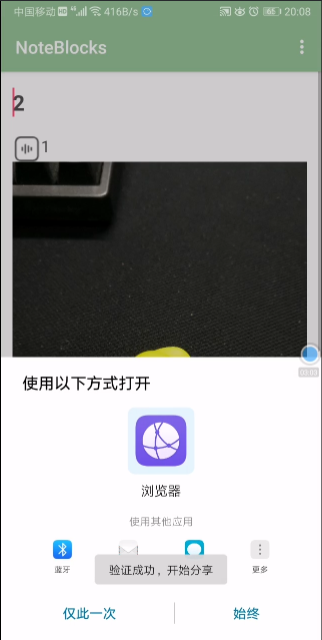 中国移动 HD 4G 416B/s 68 20:08
NoteBlocks
2
1
00:03
使用以下方式打开
浏览器
使用其他应用
蓝牙 更多
验证成功，开始分享
仅此一次 始终